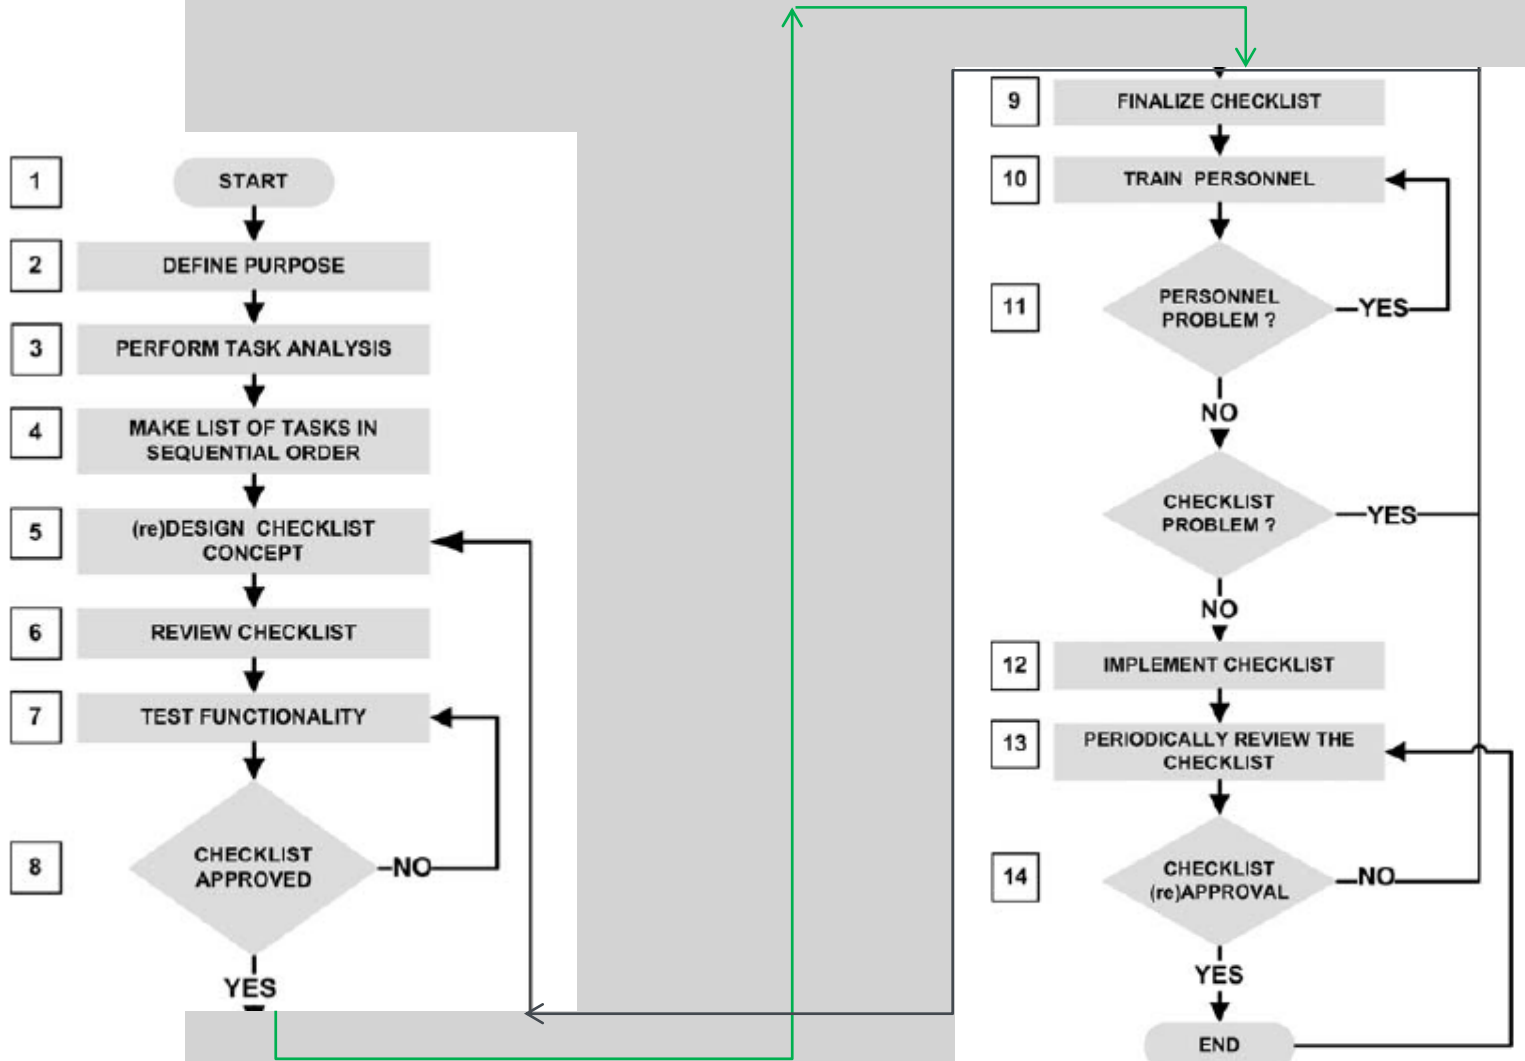 1
START
2
DEFINE PURPOSE
3
PERFORM TASK ANALYSIS
4
MAKE LIST OF TASKS IN
SEQUENTIAL ORDER
5
(re)DESIGN CHECKLIST
CONCEPT
6
REVIEW CHECKLIST
7
TEST FUNCTIONALITY
8
CHECKLIST
APPROVED
NO
YES
9
FINALIZE CHECKLIST
10
TRAIN PERSONNEL
11
PERSONNEL
PROBLEM ?
YES
NO
CHECKLIST
PROBLEM ?
YES
NO
12
IMPLEMENT CHECKLIST
13
PERIODICALLY REVIEW THE
CHECKLIST
14
CHECKLIST
(re)APPROVAL
NO
YES
END